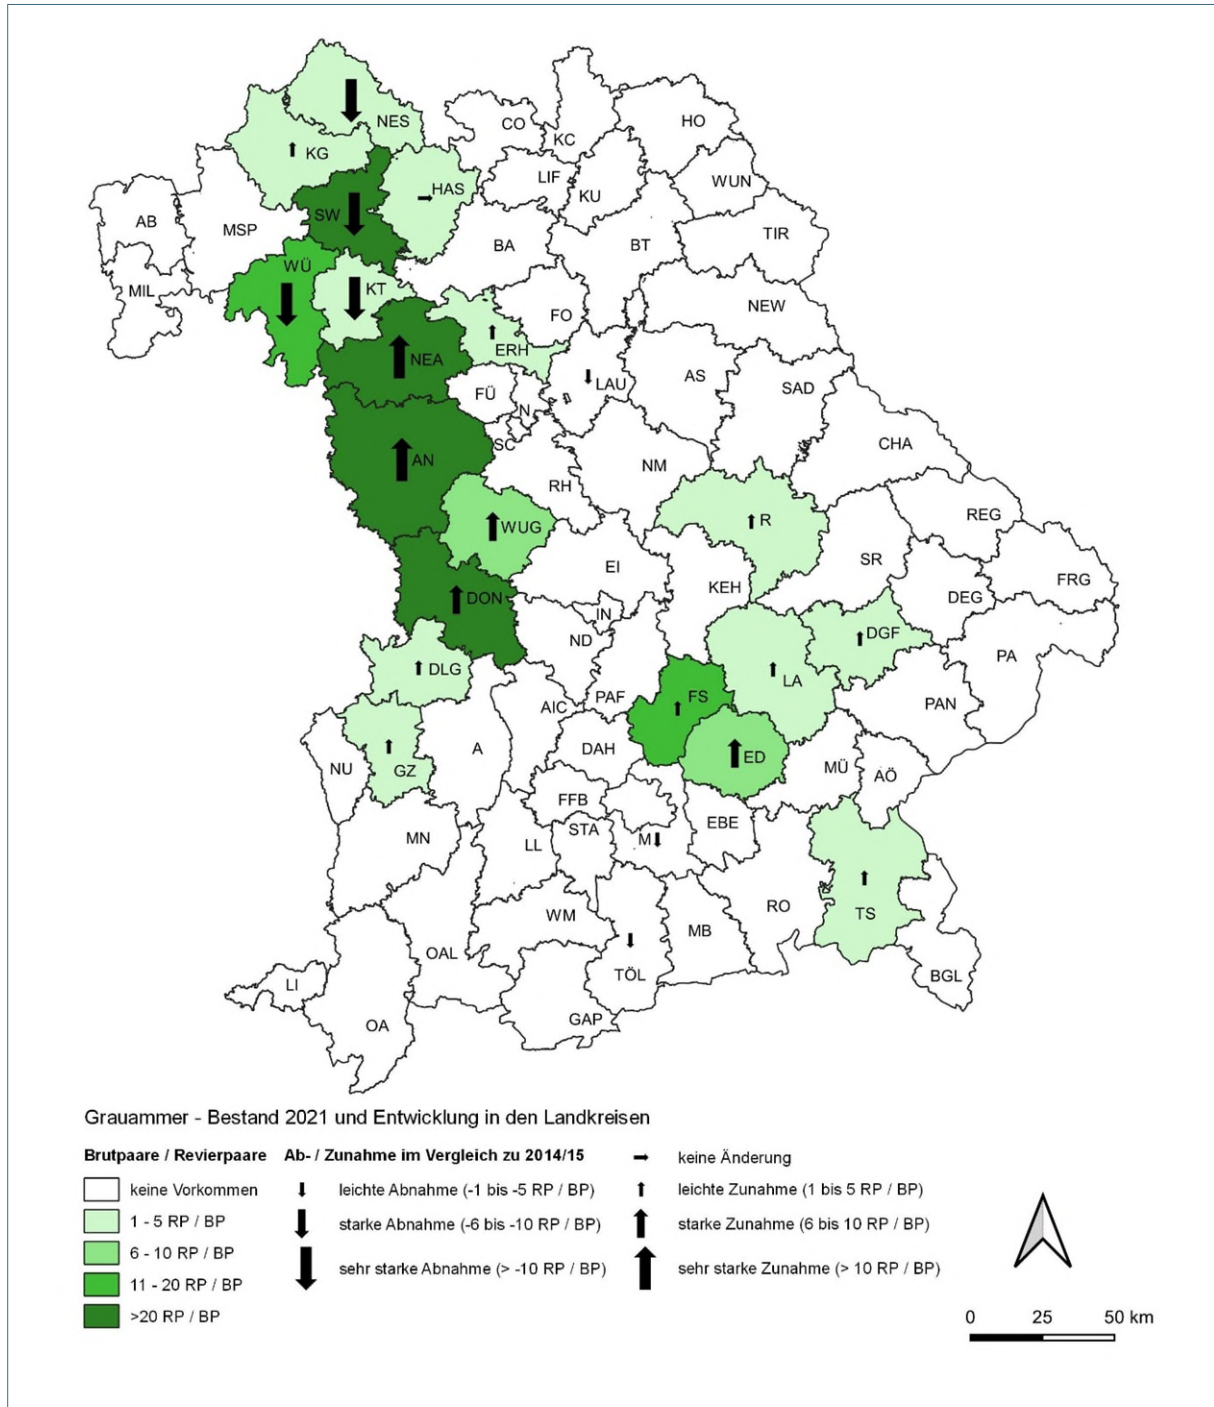 NES
CO
KC
HO
KG
HAS
LIF
KU
WUN
SW
AB
MSP
BA
BT
TIR
WÜ
KT
MIL
FO
NEW
ERH
NEA
LAU
AS
SAD
FÜ
N
SC
AN
CHA
NM
RH
R
REG
WUG
EI
SR
KEH
FRG
DEG
DON
IN
ND
DGF
PA
DLG
LA
FS
PAF
AIC
PAN
A
DAH
ED
MÜ
AÖ
NU
GZ
FFB
STA
EBE
MN
LL
M
WM
RO
TS
MB
OAL
TÖL
BGL
LI
OA
GAP
Grauammer - Bestand 2021 und Entwicklung in den Landkreisen
Brutpaare / Revierpaare Ab- / Zunahme im Vergleich zu 2014/15 keine Änderung
keine Vorkommen leichte Abnahme (-1 bis -5 RP / BP) leichte Zunahme (1 bis 5 RP / BP)
1 - 5 RP / BP starke Abnahme (-6 bis -10 RP / BP) starke Zunahme (6 bis 10 RP / BP)
6 - 10 RP / BP sehr starke Abnahme (> -10 RP / BP) sehr starke Zunahme (> 10 RP / BP)
11 - 20 RP / BP
>20 RP / BP
0 25 50 km